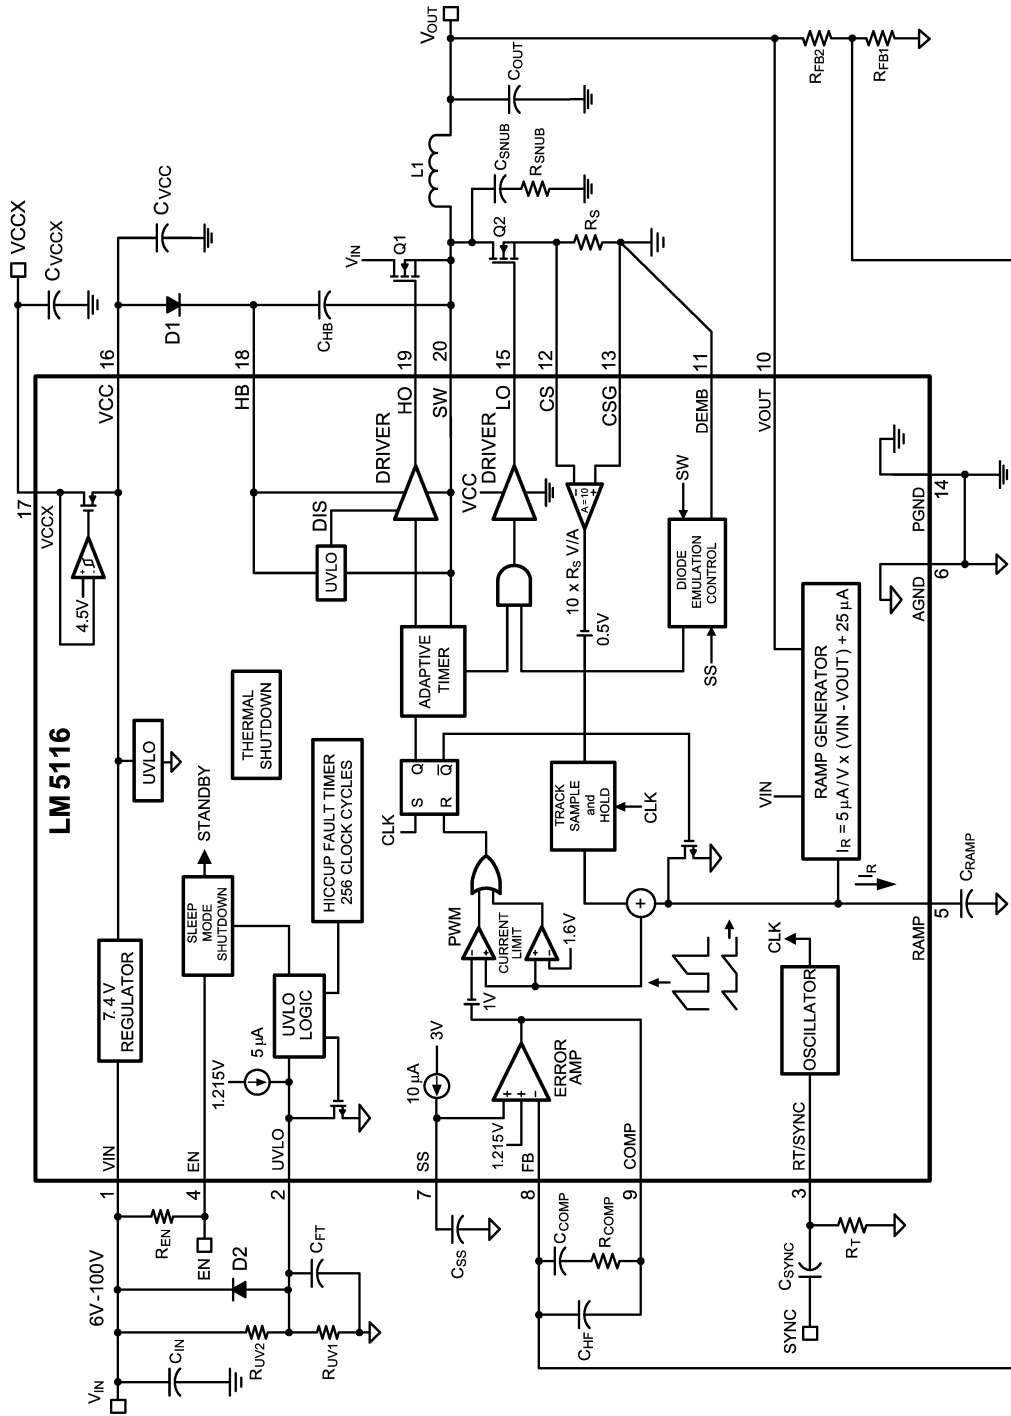 LM5116
VIN
6V-100V
CIN
RUV2
RUV1
CFT
D2
REN
EN
1
VIN
4
EN
2
UVLO
7.4 V
REGULATOR
SLEEP
MODE
SHUTDOWN
STANDBY
1.215V
5 µA
UVLO
LOGIC
HICCUP FAULT TIMER
256 CLOCK CYCLES
THERMAL
SHUTDOWN
UVLO
4.5V
+
-
17
VCCX
VCCX
CVCCX
16
VCC
CVCC
D1
18
HB
CHB
UVLO
DIS
DRIVER
19
HO
VIN
Q1
20
SW
L1
VOUT
COUT
CSNUB
RSNUB
15
LO
DRIVER
VCC
Q2
12
CS
RS
13
CSG
A = 10
-
+
10 x RS V/A
0.5V
11
DEMB
SW
DIODE
EMULATION
CONTROL
SS
10
VOUT
RFB2
RFB1
14
PGND
6
AGND
ADAPTIVE
TIMER
CLK
S
Q
R
Q
TRACK
SAMPLE
and
HOLD
CLK
PWM
-
+
CURRENT
LIMIT
+
-
1.6V
1V
+
VIN
RAMP GENERATOR
IR = 5 µA/V x (VIN - VOUT) + 25 µA
IR
5
RAMP
CRAMP
10 µA
3V
1.215V
+
+
-
ERROR
AMP
CLK
OSCILLATOR
7
SS
CSS
8
FB
9
COMP
CCOMP
RCOMP
CHF
3
RT/SYNC
RT
CSYNC
SYNC